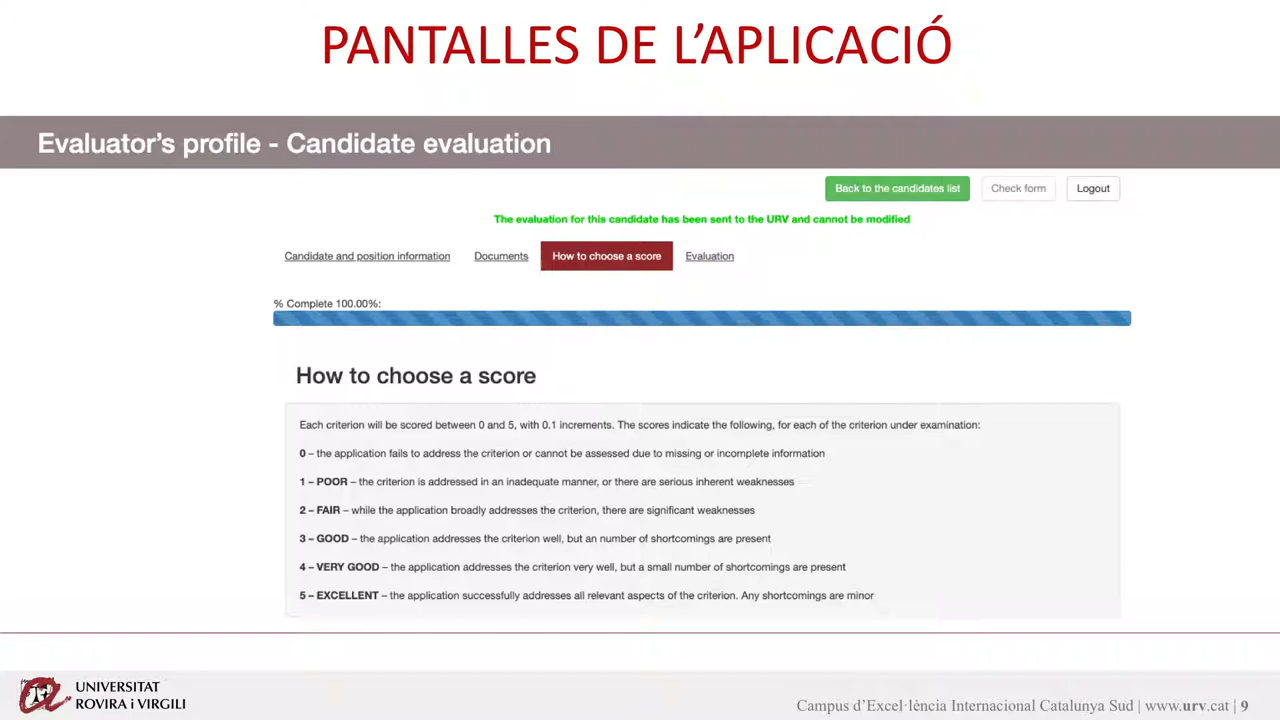 PANTALLES DE L’APLICACIÓ
Evaluator’s profile - Candidate evaluation
Back to the candidates list
Check form
Logout
The evaluation for this candidate has been sent to the URV and cannot be modified
Candidate and position information
Documents
How to choose a score
Evaluation
% Complete 100.00%:
How to choose a score
Each criterion will be scored between 0 and 5, with 0.1 increments. The scores indicate the following, for each of the criterion under examination:
0 – the application fails to address the criterion or cannot be assessed due to missing or incomplete information
1 – POOR – the criterion is addressed in an inadequate manner, or there are serious inherent weaknesses
2 – FAIR – while the application broadly addresses the criterion, there are significant weaknesses
3 – GOOD – the application addresses the criterion well, but an number of shortcomings are present
4 – VERY GOOD – the application addresses the criterion very well, but a small number of shortcomings are present
5 – EXCELLENT – the application successfully addresses all relevant aspects of the criterion. Any shortcomings are minor
UNIVERSITAT
ROVIRA i VIRGILI
Campus d’Excel·lència Internacional Catalunya Sud | www.urv.cat | 9